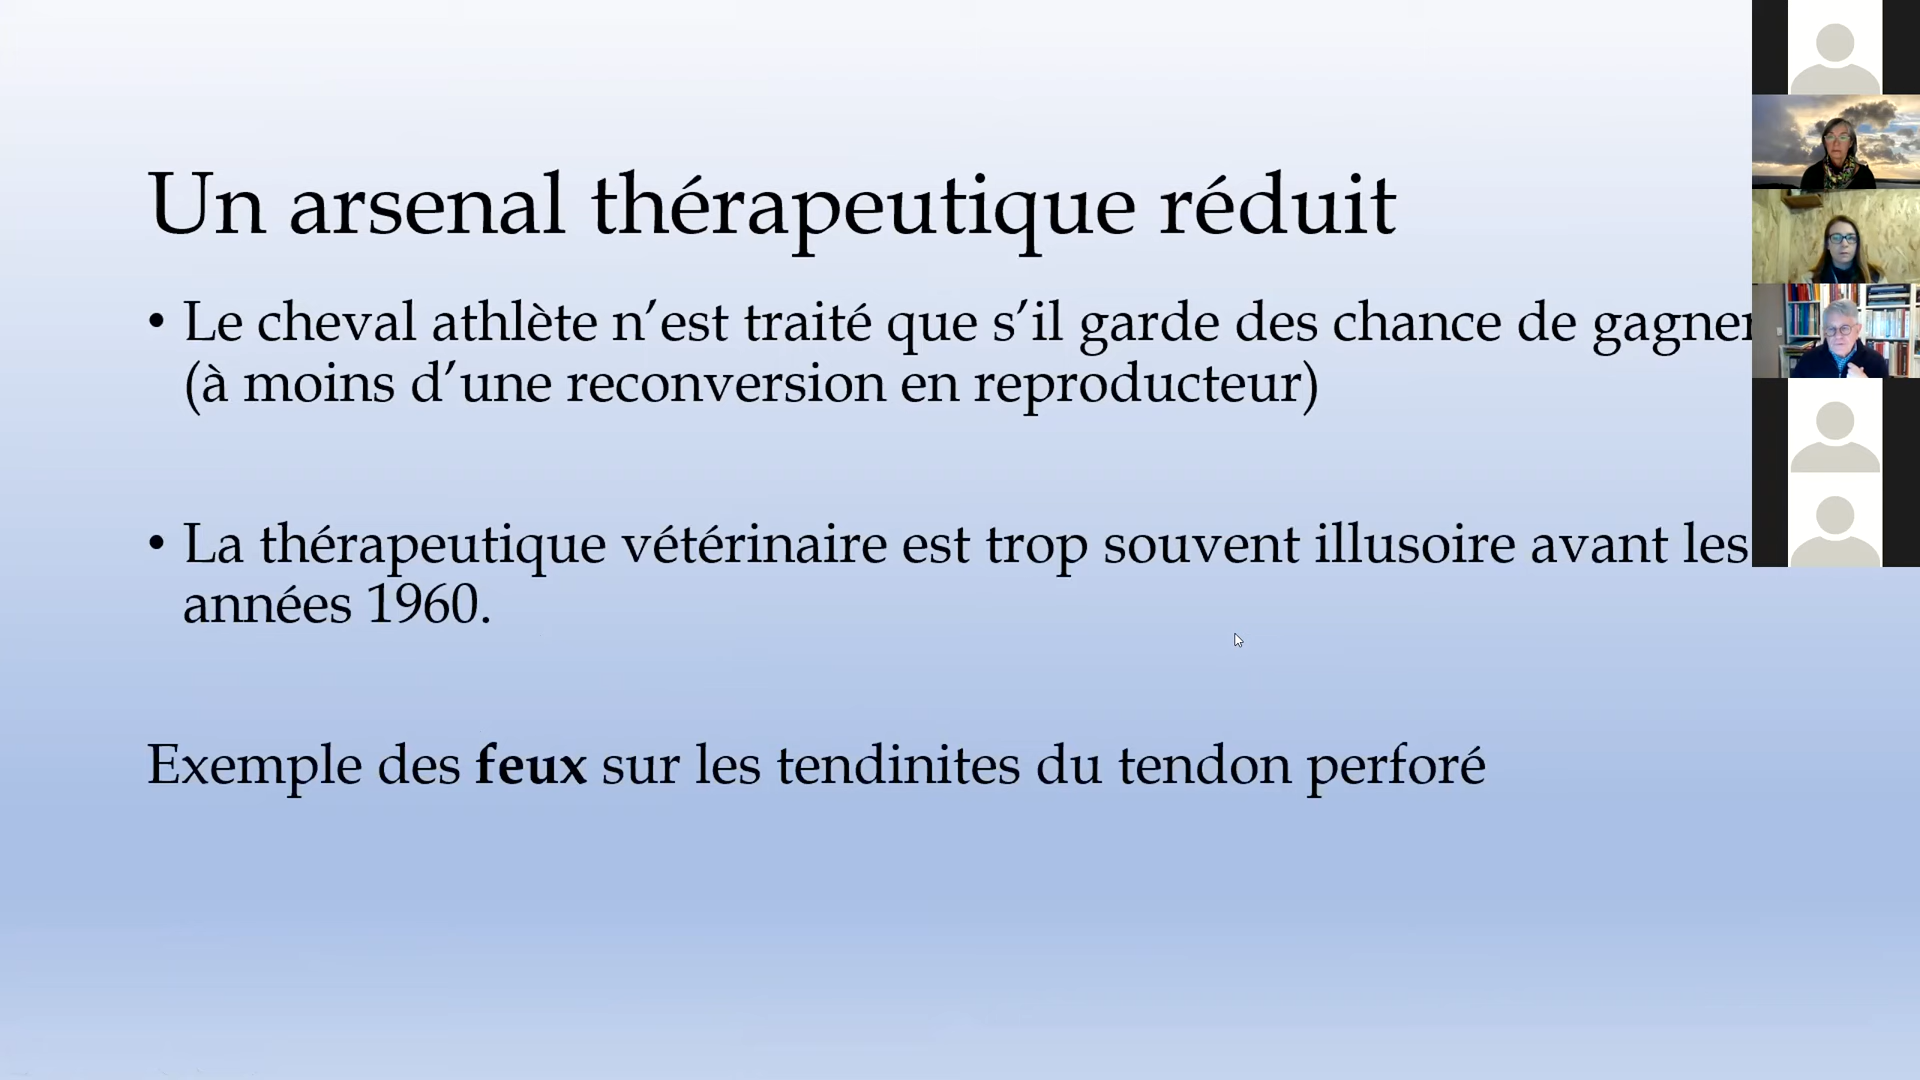 Un arsenal thérapeutique réduit
• Le cheval athlète n’est traité que s’il garde des chance de gagner
(à moins d’une reconversion en reproducteur)
• La thérapeutique vétérinaire est trop souvent illusoire avant les
années 1960.
Exemple des feux sur les tendinites du tendon perforé